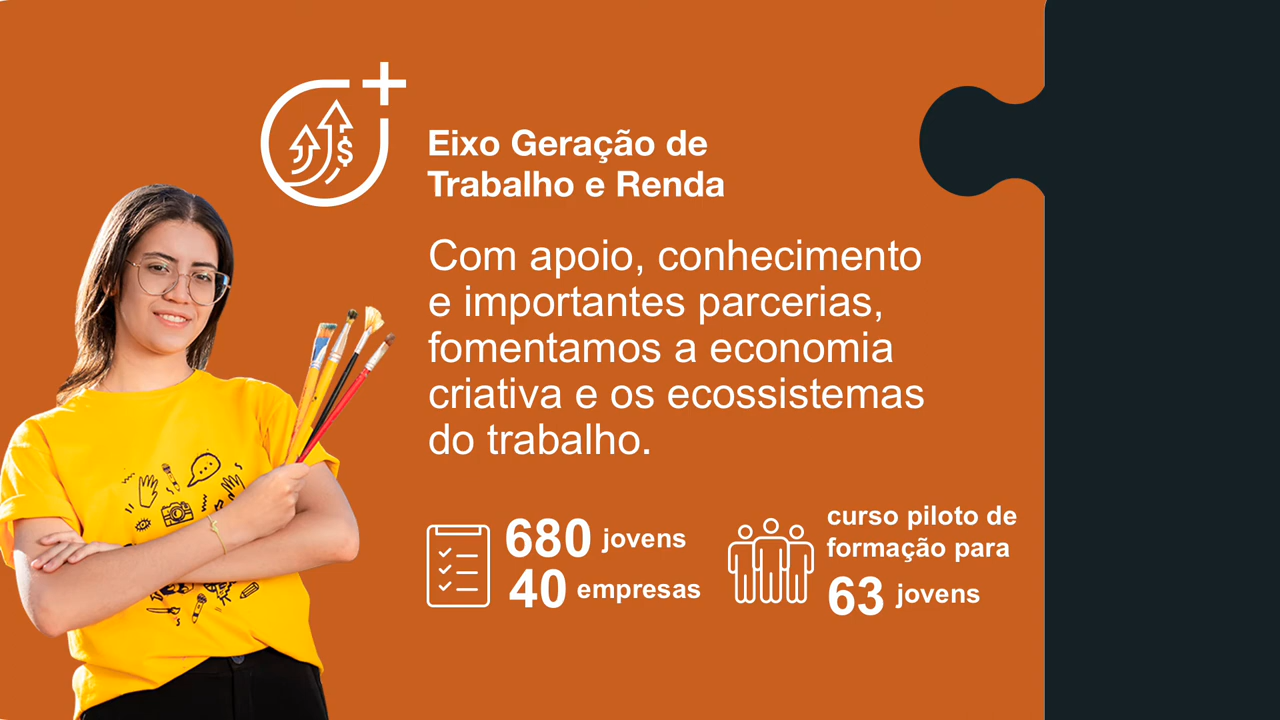 Eixo Geração de
Trabalho e Renda
Com apoio, conhecimento
e importantes parcerias,
fomentamos a economia
criativa e os ecossistemas
do trabalho.
680 jovens
40 empresas
curso piloto de
formação para
63 jovens